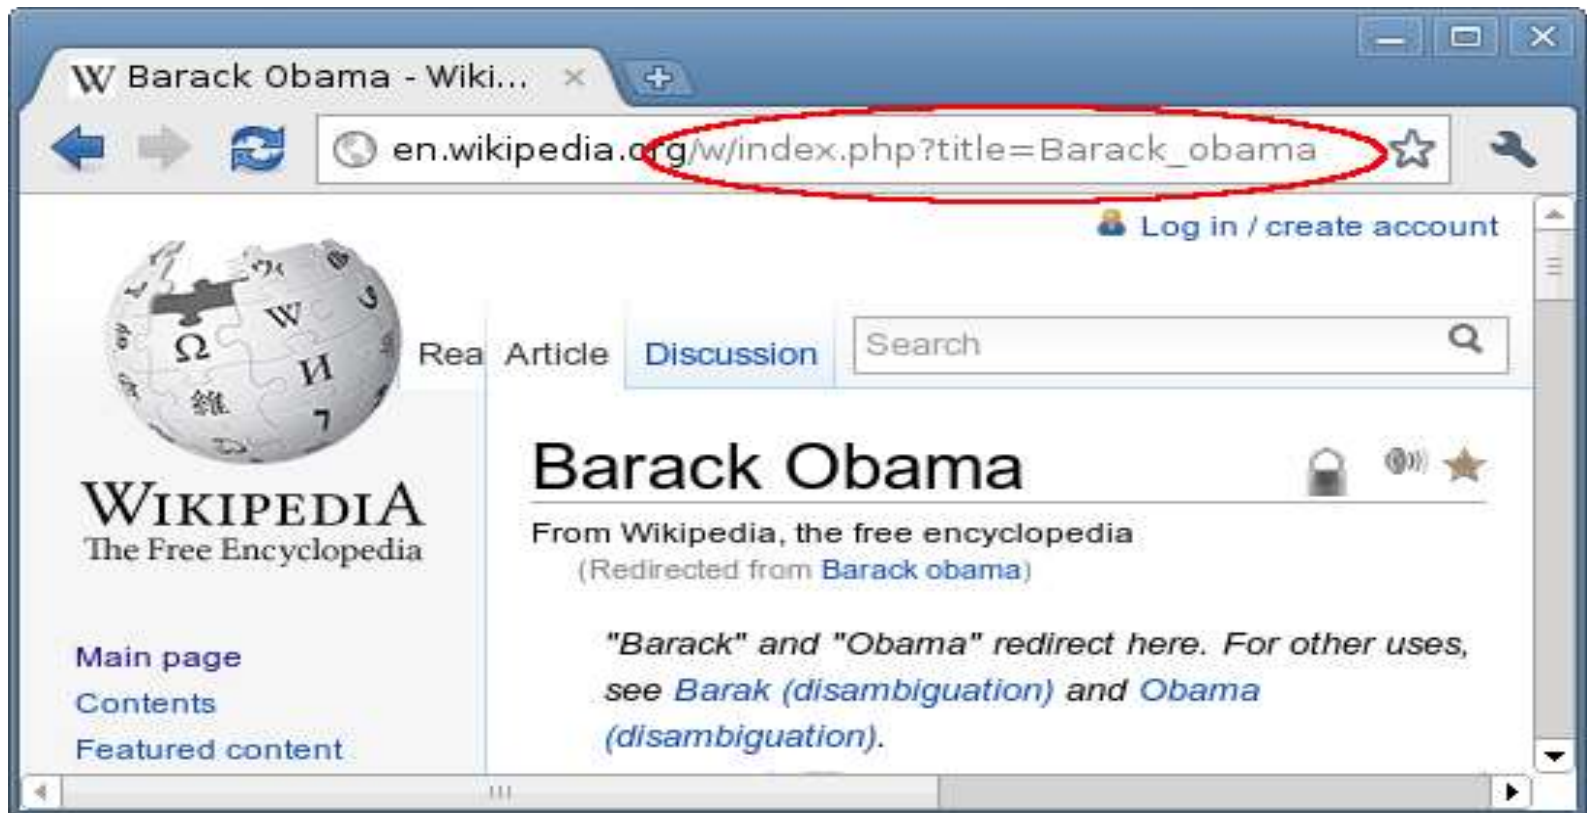 Barack Obama - Wiki...
en.wikipedia.org/w/index.php?title=Barack_obama
Log in / create account
Rea Article Discussion Search
Ω W И 維 7
WIKIPEDIA
The Free Encyclopedia
Barack Obama
From Wikipedia, the free encyclopedia
(Redirected from Barack obama)
"Barack" and "Obama" redirect here. For other uses,
see Barak (disambiguation) and Obama
(disambiguation).
Main page
Contents
Featured content